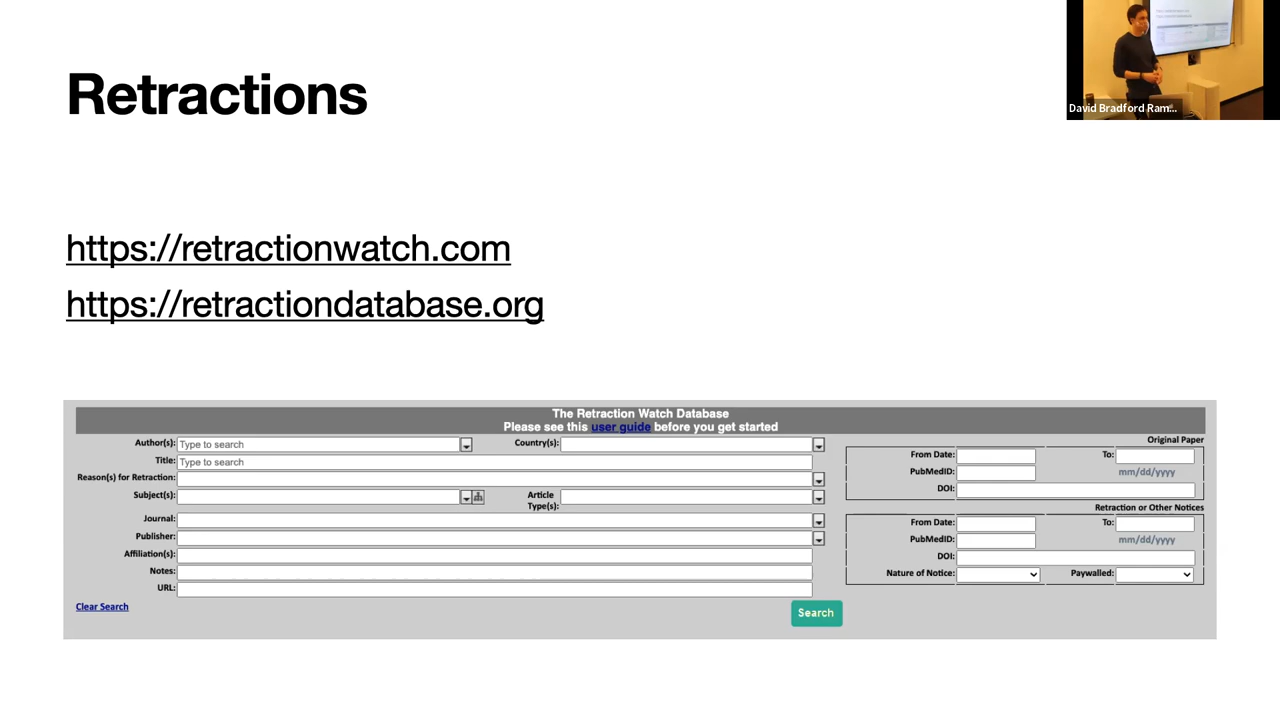 Retractions
David Bradford Ram...
https://retractionwatch.com
https://retractiondatabase.org
The Retraction Watch Database
Please see this user guide before you get started
Author(s): Type to search Country(s):
Title: Type to search
Reason(s) for Retraction:
Subject(s): Article Type(s):
Journal:
Publisher:
Affiliation(s):
Notes:
URL:
Clear Search
Search
Original Paper
From Date: To:
PubMedID: mm/dd/yyyy
DOI:
Retraction or Other Notices
From Date: To:
PubMedID: mm/dd/yyyy
DOI:
Nature of Notice: Paywalled: